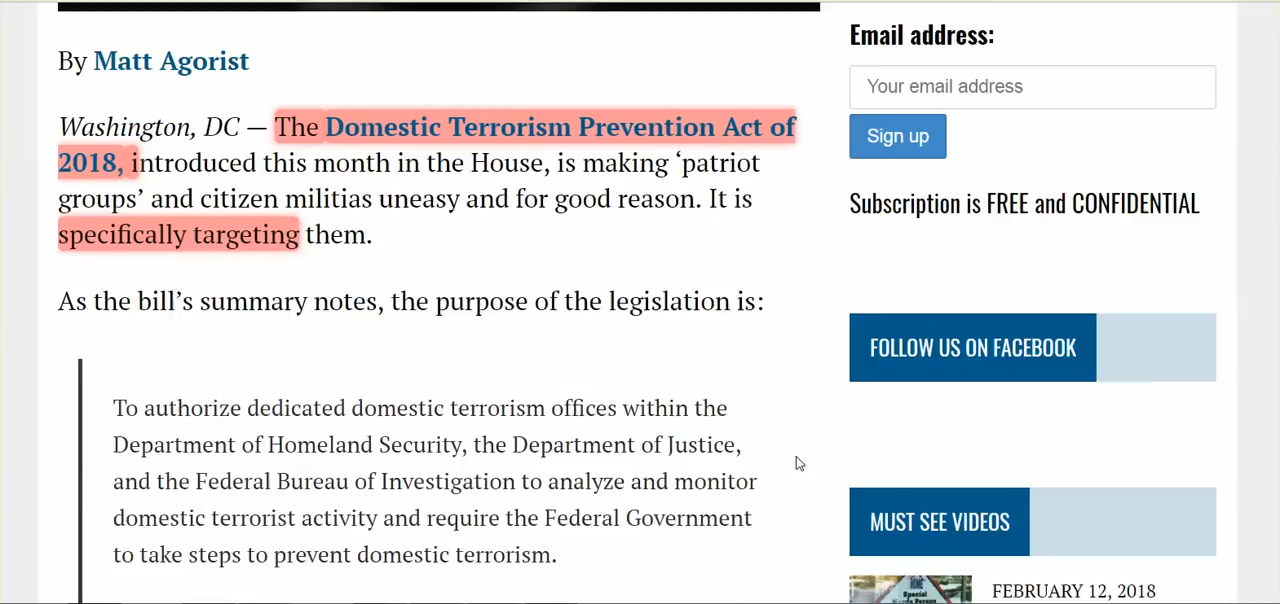 By Matt Agorist
Washington, DC — The Domestic Terrorism Prevention Act of
2018, introduced this month in the House, is making ‘patriot
groups’ and citizen militias uneasy and for good reason. It is
specifically targeting them.
As the bill’s summary notes, the purpose of the legislation is:
To authorize dedicated domestic terrorism offices within the
Department of Homeland Security, the Department of Justice,
and the Federal Bureau of Investigation to analyze and monitor
domestic terrorist activity and require the Federal Government
to take steps to prevent domestic terrorism.
Email address:
Your email address
Sign up
Subscription is FREE and CONFIDENTIAL
FOLLOW US ON FACEBOOK
MUST SEE VIDEOS
HOME
Special
Needs Person
FEBRUARY 12, 2018